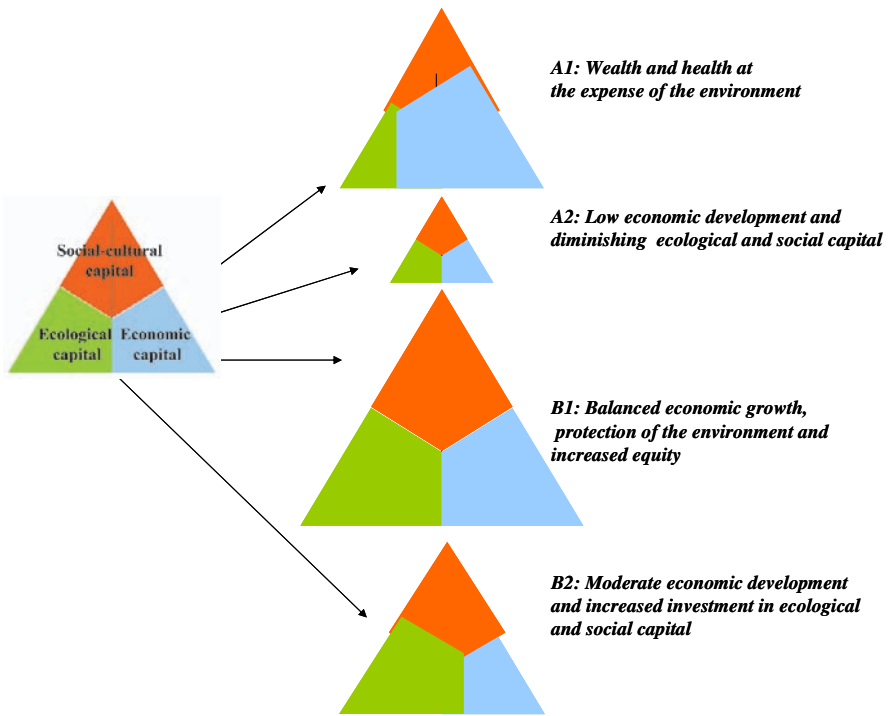 A1: Wealth and health at
the expense of the environment
A2: Low economic development and
diminishing ecological and social capital
Social-cultural
capital
Ecological
capital
Economic
capital
B1: Balanced economic growth,
protection of the environment and
increased equity
B2: Moderate economic development
and increased investment in ecological
and social capital